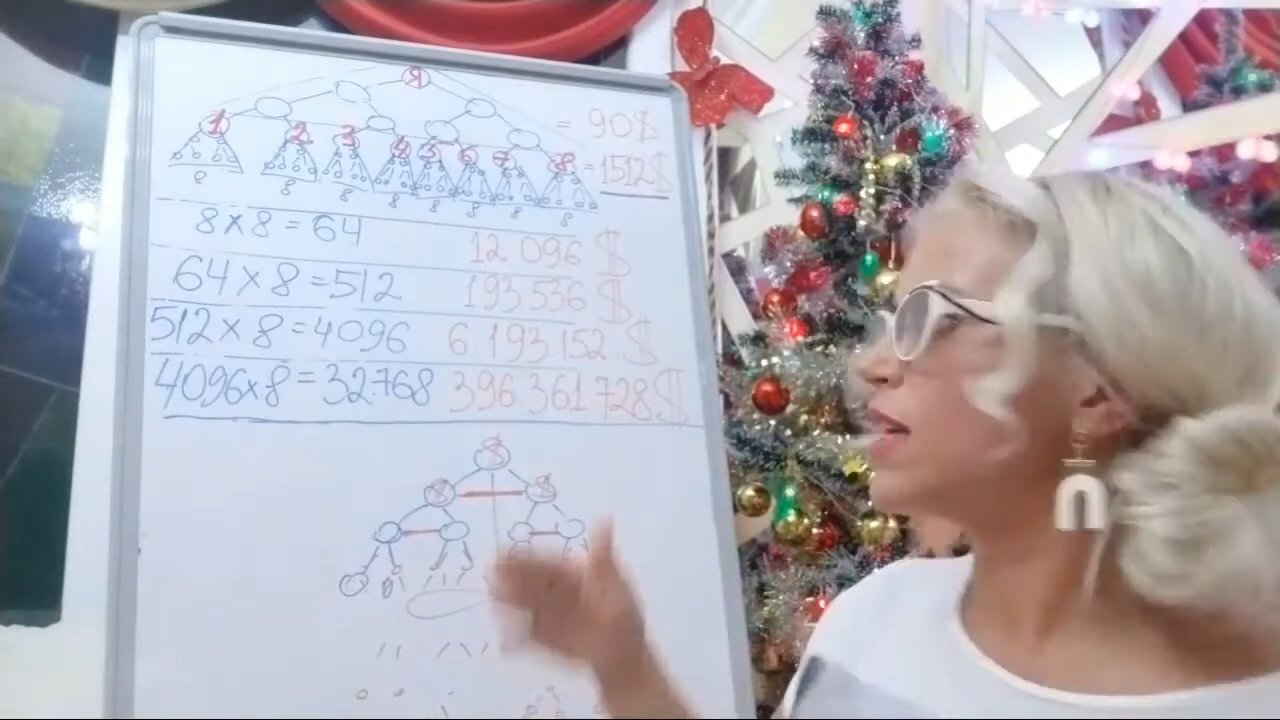 Я
= 90$
1 2 3 4 5 6 7 8 = 1512$
8 8 8 8 8 8 8 8
8 x 8 = 64 12 096 $
64 x 8 = 512 193 536 $
512 x 8 = 4096 6 193 152 $
4096 x 8 = 32.768 396 361 728 $
$
$ $